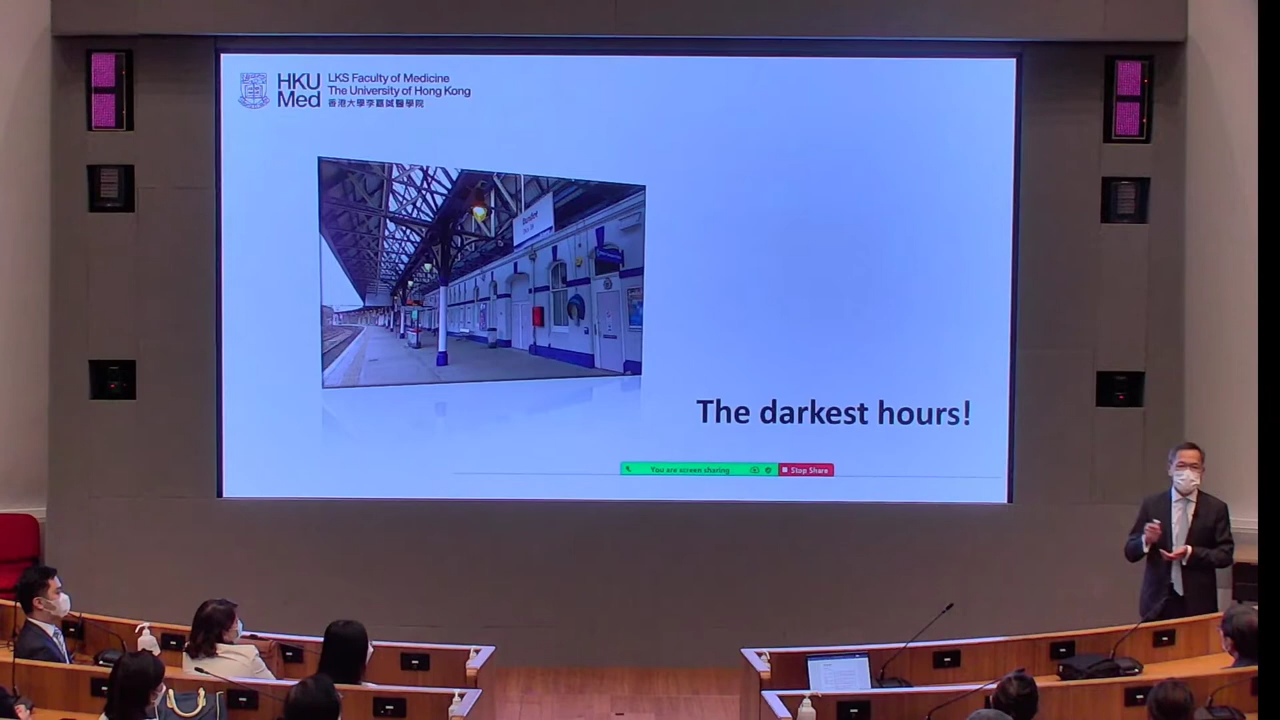 HKU
Med
LKS Faculty of Medicine
The University of Hong Kong
香港大學李嘉誠醫學院
Dundee
The darkest hours!
You are screen sharing
Stop Share